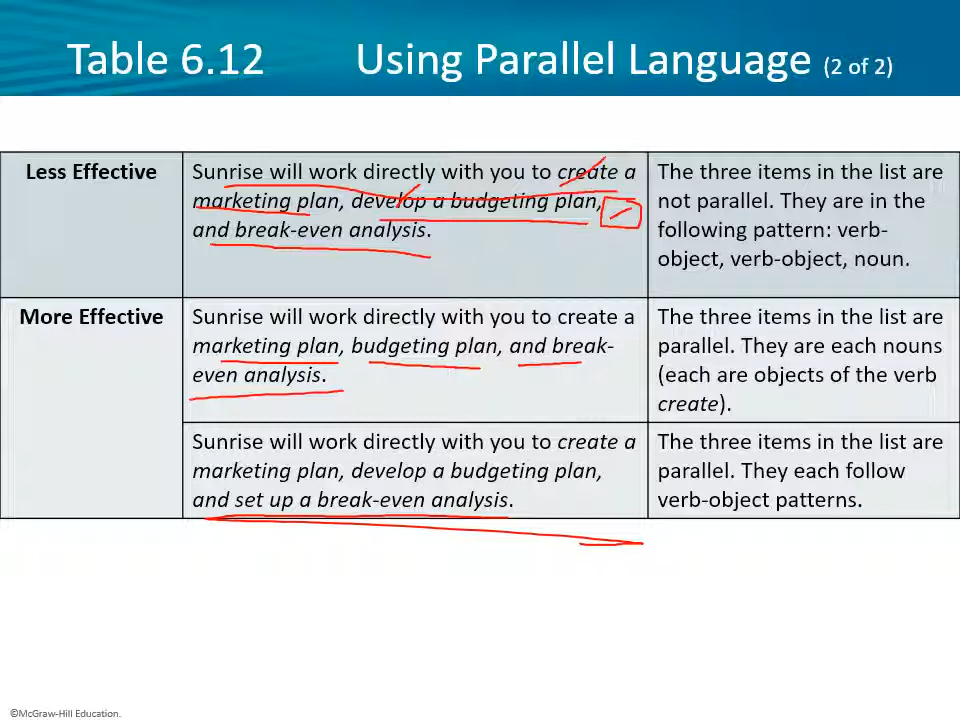 Table 6.12 Using Parallel Language (2 of 2)
Less Effective
Sunrise will work directly with you to create a
marketing plan, develop a budgeting plan,
and break-even analysis.
The three items in the list are
not parallel. They are in the
following pattern: verb-
object, verb-object, noun.
More Effective
Sunrise will work directly with you to create a
marketing plan, budgeting plan, and break-
even analysis.
The three items in the list are
parallel. They are each nouns
(each are objects of the verb
create).
Sunrise will work directly with you to create a
marketing plan, develop a budgeting plan,
and set up a break-even analysis.
The three items in the list are
parallel. They each follow
verb-object patterns.
©McGraw-Hill Education.